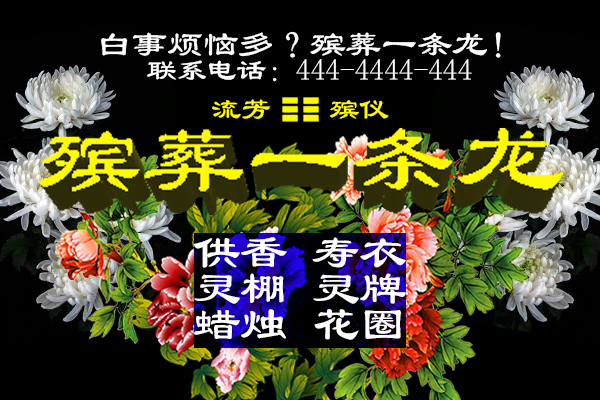 白事烦恼多？殡葬一条龙！
联系电话：444-4444-444
流芳 ☷ 殡仪
殡葬一条龙
供香 寿衣
灵棚 灵牌
蜡烛 花圈